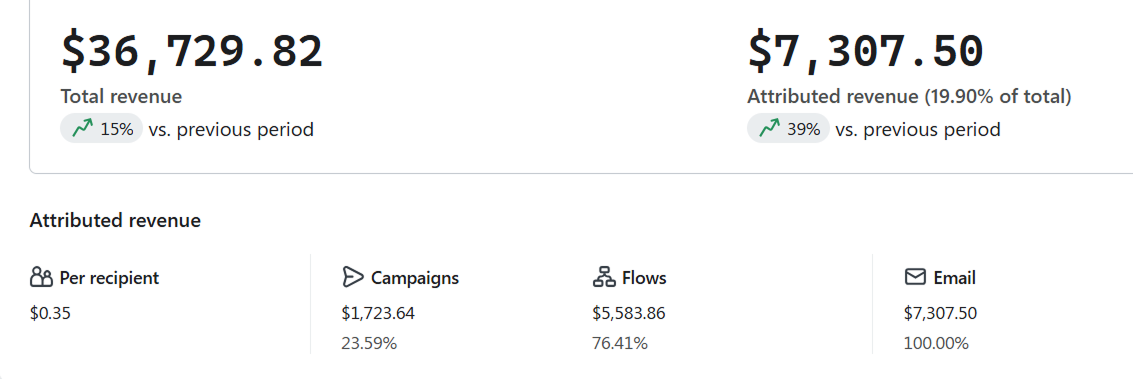 $36,729.82
$7,307.50
Total revenue
Attributed revenue (19.90% of total)
15% vs. previous period
39% vs. previous period
Attributed revenue
Per recipient
Campaigns
Flows
Email
$0.35
$1,723.64
$5,583.86
$7,307.50
23.59%
76.41%
100.00%